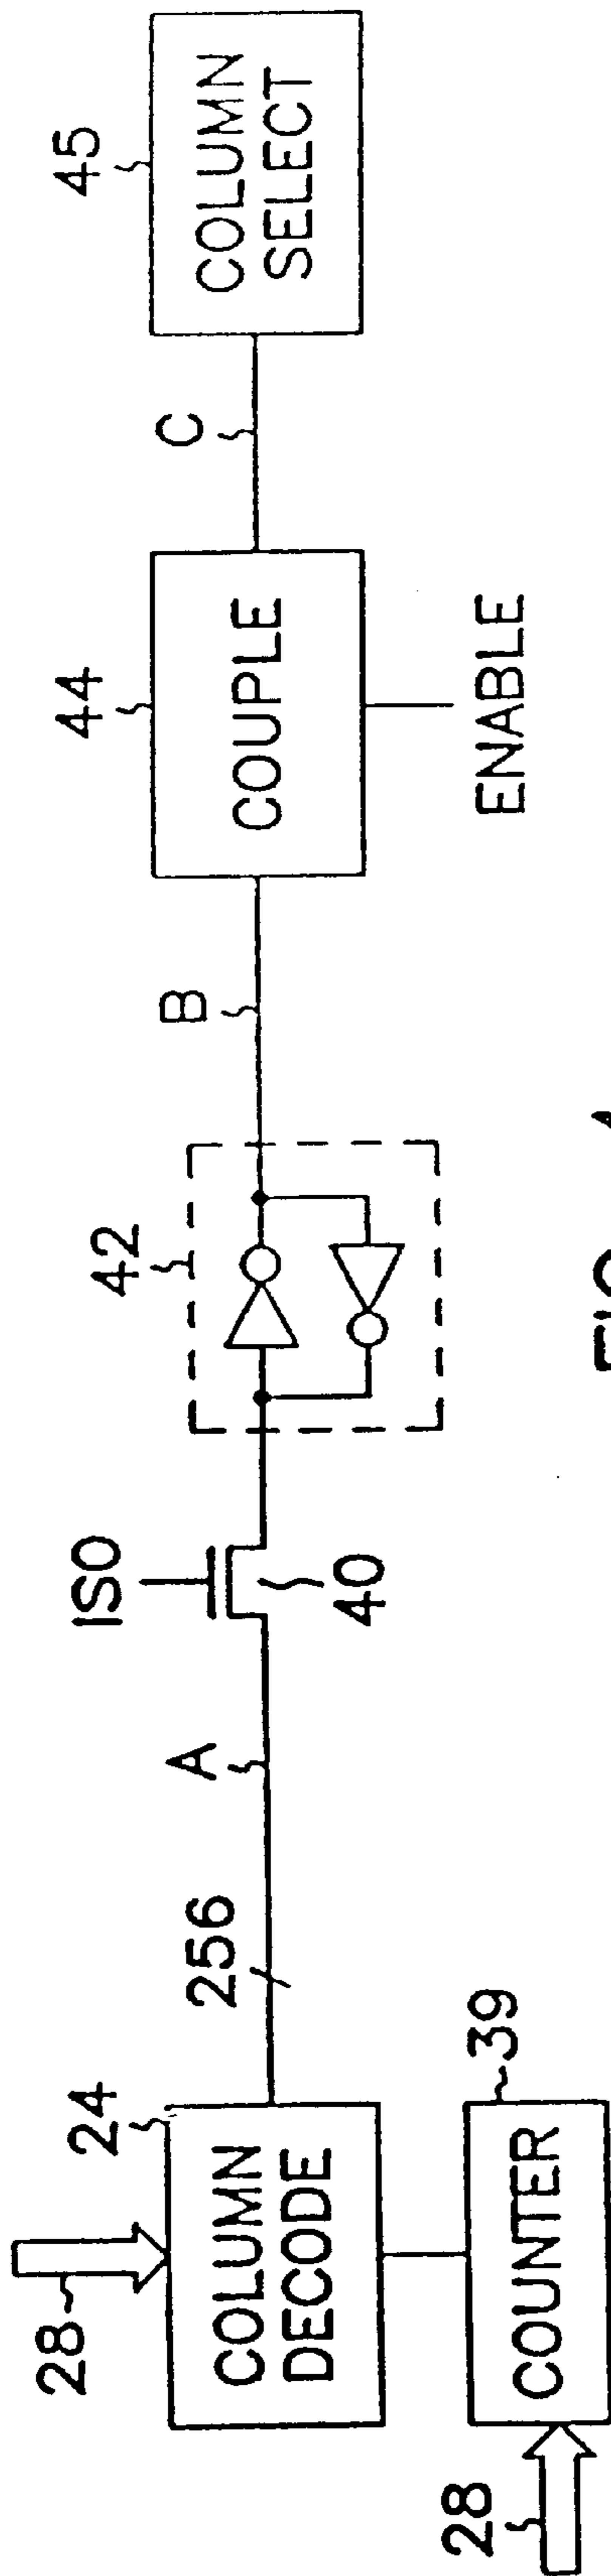 28
24
COLUMN
DECODE
28
39
COUNTER
256
A
ISO
40
42
B
44
COUPLE
ENABLE
C
45
COLUMN
SELECT